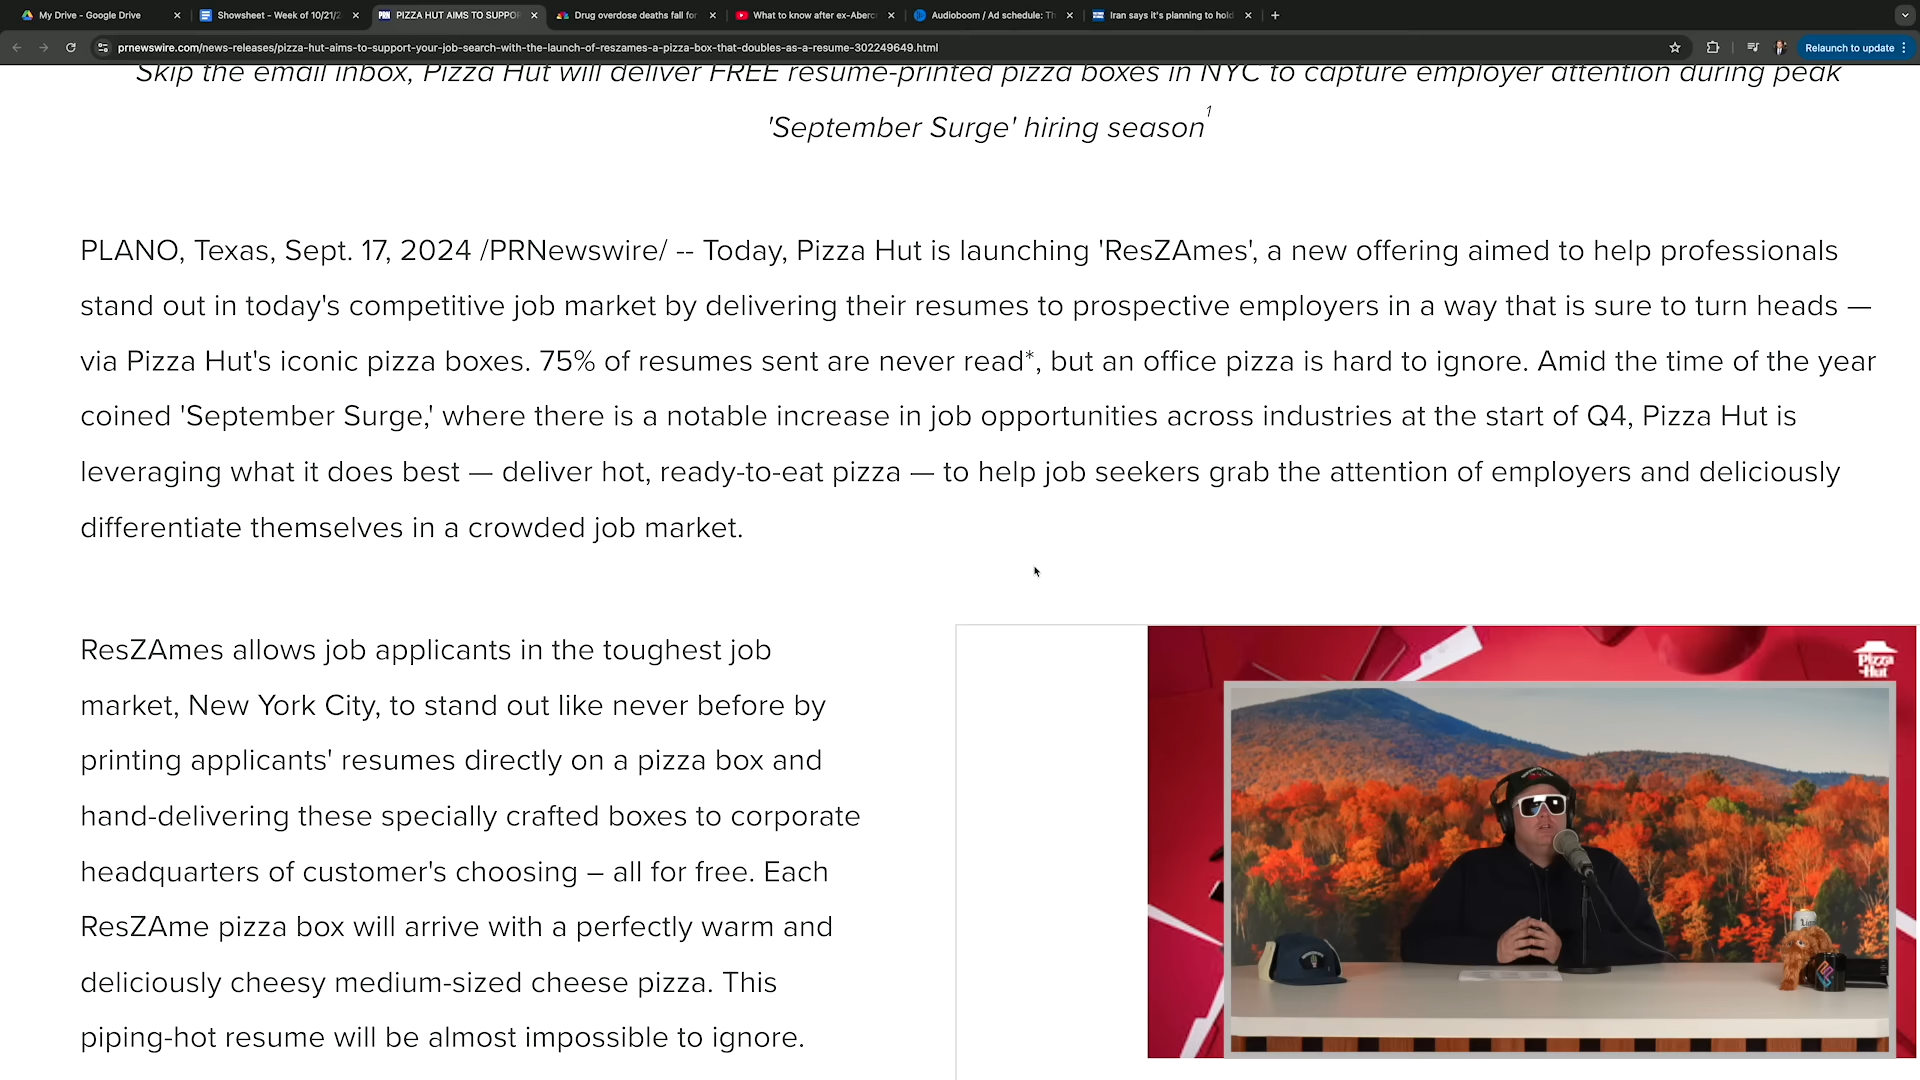 My Drive - Google Drive
Showsheet - Week of 10/21/2
PRN PIZZA HUT AIMS TO SUPPOR
Drug overdose deaths fall for
What to know after ex-Aberc
Audioboom / Ad schedule: Th
Iran says it's planning to hold
prnewswire.com/news-releases/pizza-hut-aims-to-support-your-job-search-with-the-launch-of-reszames-a-pizza-box-that-doubles-as-a-resume-302249649.html
Relaunch to update
Skip the email inbox, Pizza Hut will deliver FREE resume-printed pizza boxes in NYC to capture employer attention during peak
'September Surge' hiring season1
PLANO, Texas, Sept. 17, 2024 /PRNewswire/ -- Today, Pizza Hut is launching 'ResZAmes', a new offering aimed to help professionals
stand out in today's competitive job market by delivering their resumes to prospective employers in a way that is sure to turn heads —
via Pizza Hut's iconic pizza boxes. 75% of resumes sent are never read*, but an office pizza is hard to ignore. Amid the time of the year
coined 'September Surge,' where there is a notable increase in job opportunities across industries at the start of Q4, Pizza Hut is
leveraging what it does best — deliver hot, ready-to-eat pizza — to help job seekers grab the attention of employers and deliciously
differentiate themselves in a crowded job market.
ResZAmes allows job applicants in the toughest job
market, New York City, to stand out like never before by
printing applicants' resumes directly on a pizza box and
hand-delivering these specially crafted boxes to corporate
headquarters of customer's choosing – all for free. Each
ResZAme pizza box will arrive with a perfectly warm and
deliciously cheesy medium-sized cheese pizza. This
piping-hot resume will be almost impossible to ignore.
Pizza
Hut